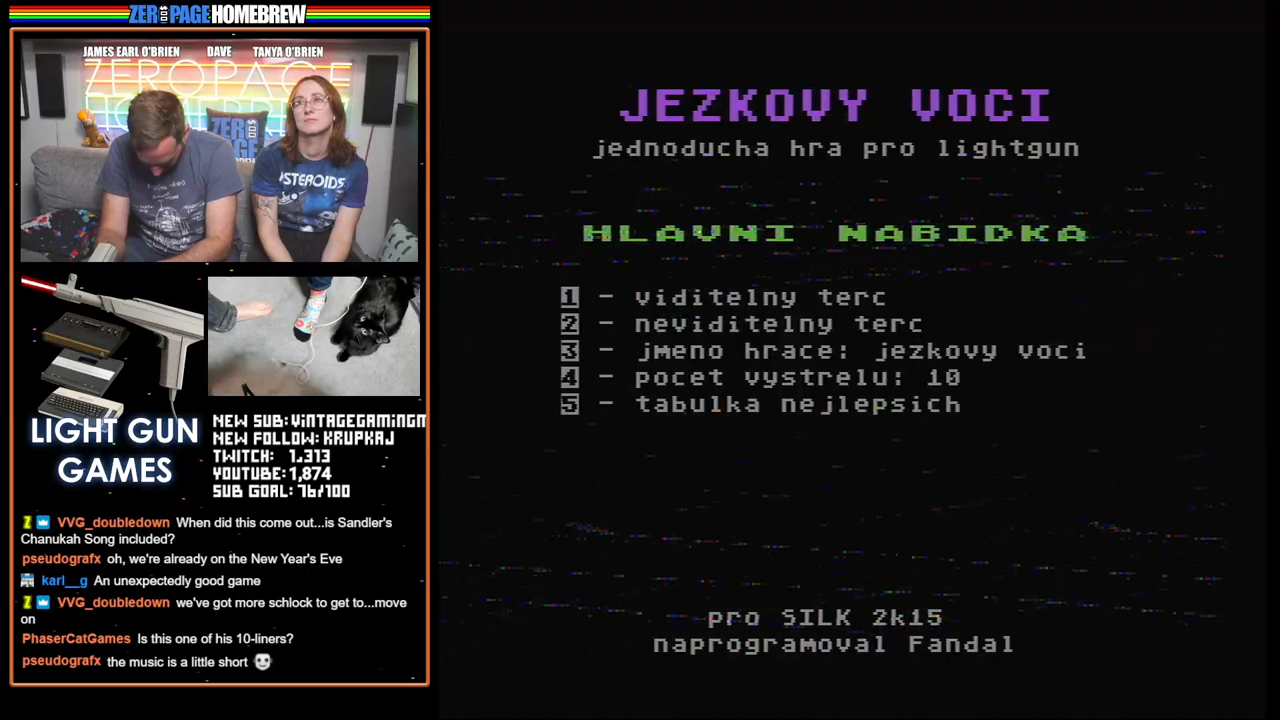 ZEROPAGE HOMEBREW
JAMES EARL O'BRIEN DAVE TANYA O'BRIEN
ZEROPAGE
ZERO
PAGE
ASTEROIDS
LIGHT GUN
GAMES
NEW SUB: VINTAGEGAMINGM
NEW FOLLOW: KRUPKAJ
TWITCH: 1,313
YOUTUBE: 1,874
SUB GOAL: 76/100
VVG_doubledown When did this come out...is Sandler's
Chanukah Song included?
pseudografx oh, we're already on the New Year's Eve
karl__g An unexpectedly good game
VVG_doubledown we've got more schlock to get to...move
on
PhaserCatGames Is this one of his 10-liners?
pseudografx the music is a little short
JEZKOVY VOCI
jednoducha hra pro lightgun
HLAVNI NABIDKA
1 - viditelny terc
2 - neviditelny terc
3 - jmeno hrace: jezkovy voci
4 - pocet vystrelu: 10
5 - tabulka nejlepsich
pro SILK 2k15
naprogramoval Fandal